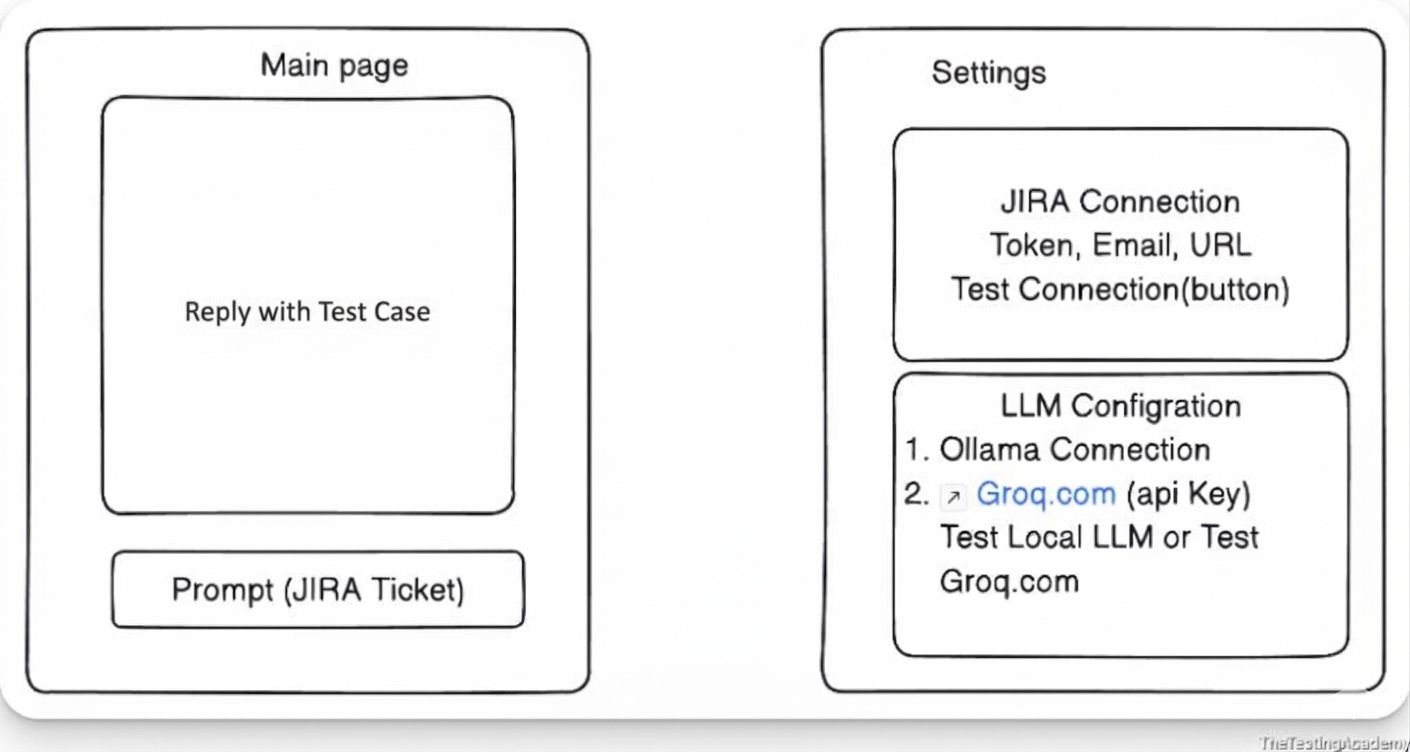 Main page
Reply with Test Case
Prompt (JIRA Ticket)
Settings
JIRA Connection
Token, Email, URL
Test Connection(button)
LLM Configration
1. Ollama Connection
2. Groq.com (api Key)
Test Local LLM or Test
Groq.com
TheTestingAcademy